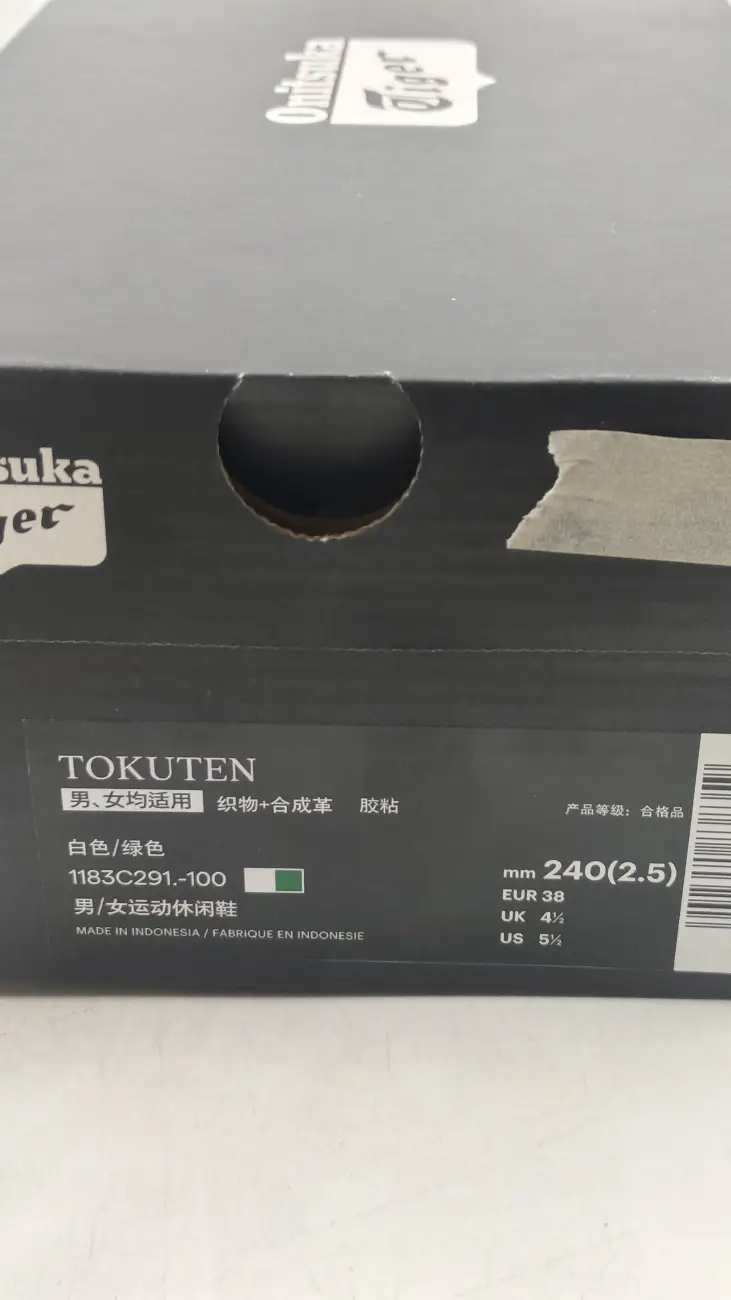 Onitsuka
Tiger
suka
ger
TOKUTEN
男、女均适用 织物+合成革 胶粘
产品等级：合格品
白色/绿色
1183C291.-100
男/女运动休闲鞋
MADE IN INDONESIA / FABRIQUE EN INDONESIE
mm 240(2.5)
EUR 38
UK 4½
US 5½